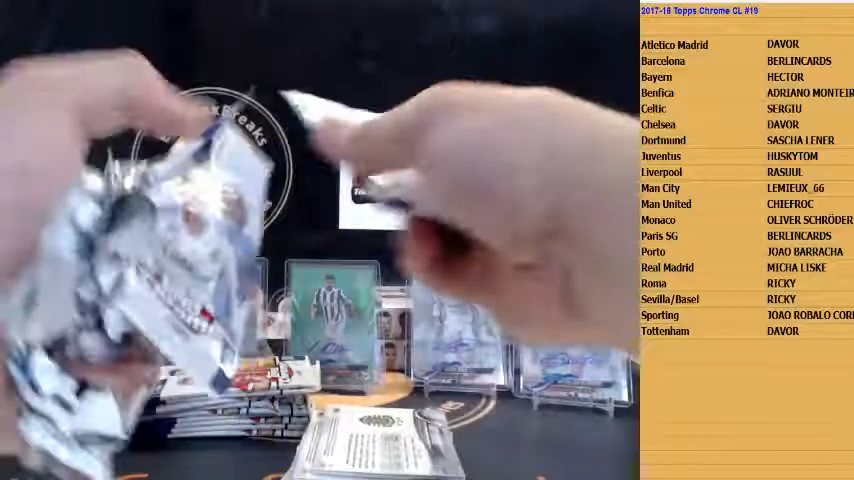 2017-18 Topps Chrome CL #19
Atletico Madrid DAVOR
Barcelona BERLINCARDS
Bayern HECTOR
Benfica ADRIANO MONTEIR
Celtic SERGIU
Chelsea DAVOR
Dortmund SASCHA LENER
Juventus HUSKYTOM
Liverpool RASUUL
Man City LEMIEUX_66
Man United CHIEFROC
Monaco OLIVER SCHRÖDER
Paris SG BERLINCARDS
Porto JOAO BARRACHA
Real Madrid MICHA LISKE
Roma RICKY
Sevilla/Basel RICKY
Sporting JOAO ROBALO COR
Tottenham DAVOR
Breaks